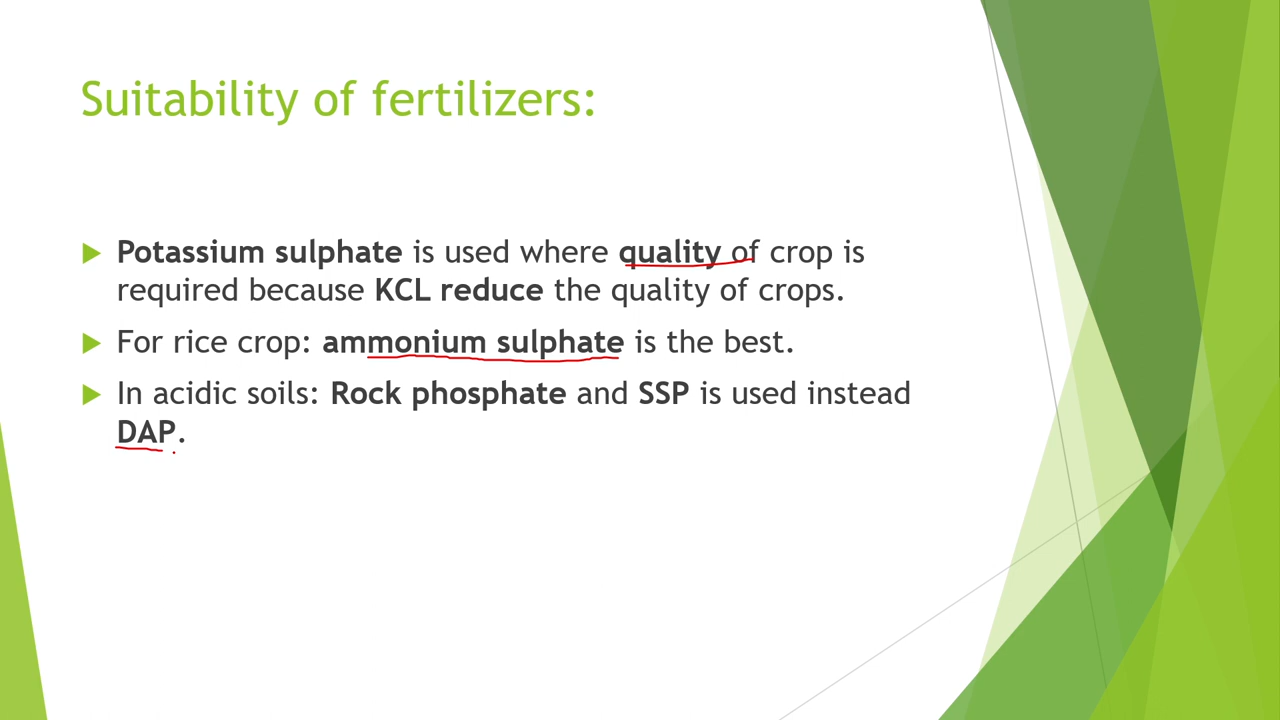 Suitability of fertilizers:
Potassium sulphate is used where quality of crop is
required because KCL reduce the quality of crops.
For rice crop: ammonium sulphate is the best.
In acidic soils: Rock phosphate and SSP is used instead
DAP.